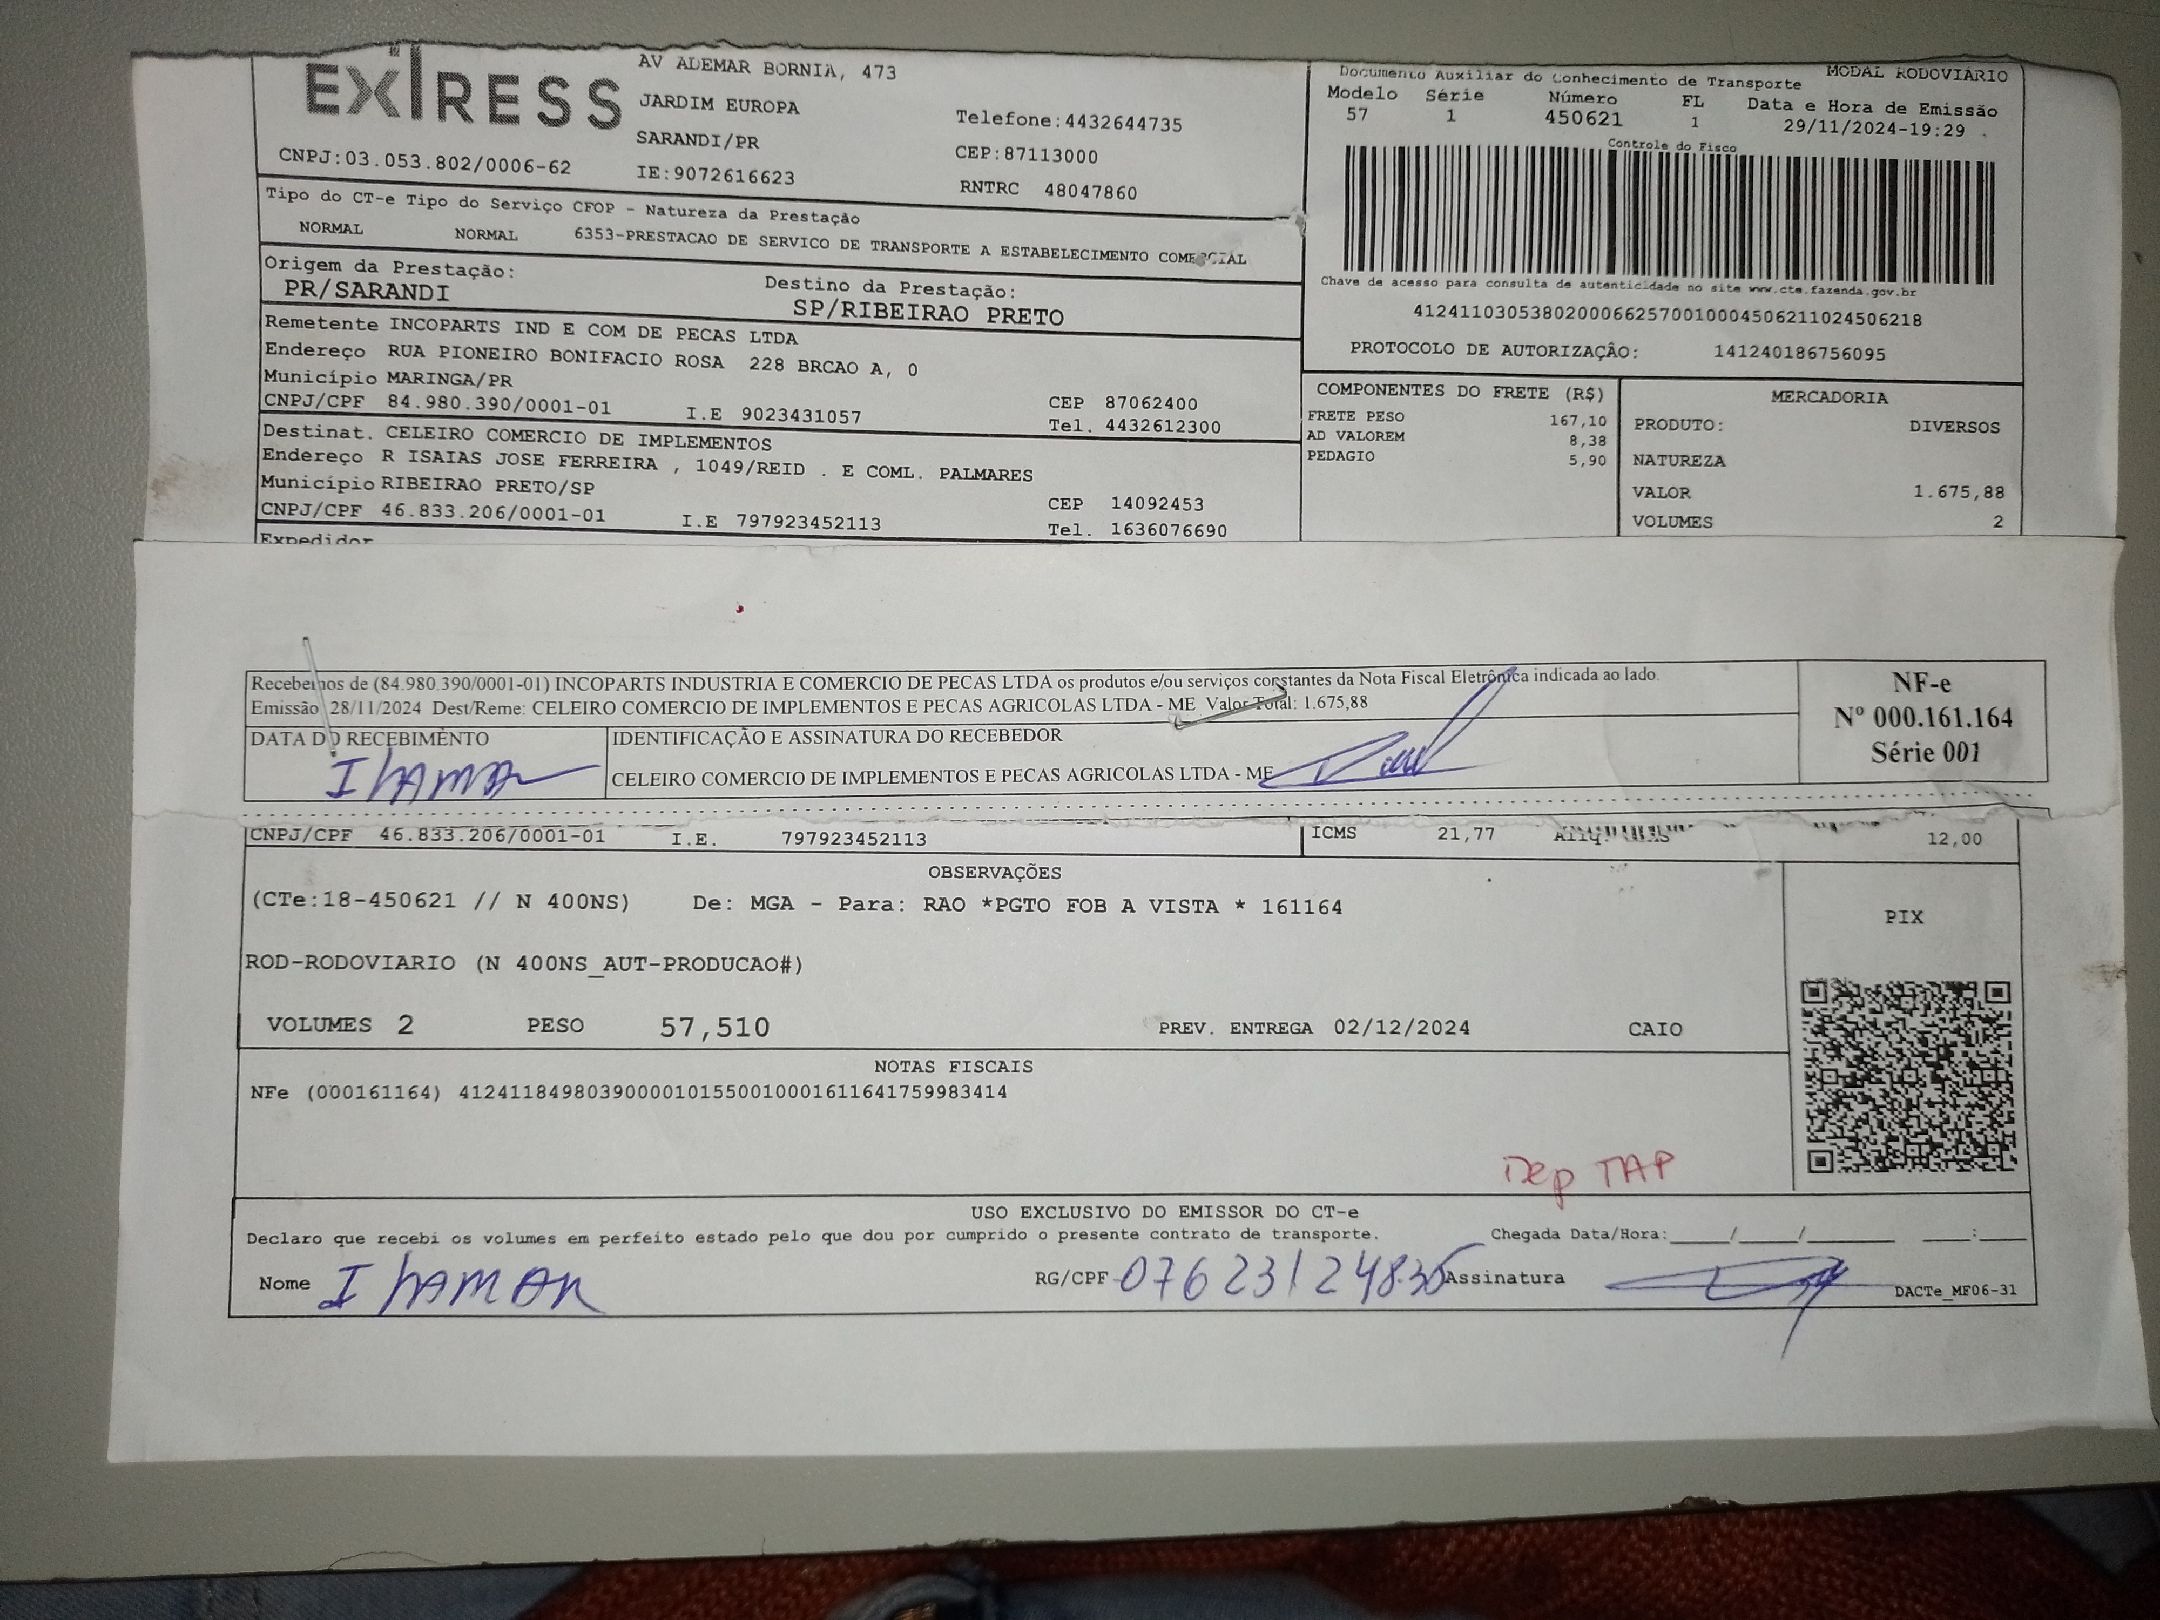 EXPRESS
AV ADEMAR BORNIA, 473
JARDIM EUROPA
SARANDI/PR
IE:9072616623
CNPJ:03.053.802/0006-62
Telefone:4432644735
CEP:87113000
RNTRC 48047860
Documento Auxiliar do Conhecimento de Transporte MODAL RODOVIÁRIO
Modelo Série Número FL Data e Hora de Emissão
57 1 450621 1 29/11/2024-19:29
Controle do Fisco
Chave de acesso para consulta de autenticidade no site www.cte.fazenda.gov.br
41241103053802000662570010004506211024506218
PROTOCOLO DE AUTORIZAÇÃO: 141240186756095
Tipo do CT-e Tipo do Serviço CFOP - Natureza da Prestação
NORMAL NORMAL 6353-PRESTACAO DE SERVICO DE TRANSPORTE A ESTABELECIMENTO COMERCIAL
Origem da Prestação: Destino da Prestação:
PR/SARANDI SP/RIBEIRAO PRETO
Remetente INCOPARTS IND E COM DE PECAS LTDA
Endereço RUA PIONEIRO BONIFACIO ROSA 228 BRCAO A, 0
Município MARINGA/PR CEP 87062400
CNPJ/CPF 84.980.390/0001-01 I.E 9023431057 Tel. 4432612300
Destinat. CELEIRO COMERCIO DE IMPLEMENTOS
Endereço R ISAIAS JOSE FERREIRA , 1049/REID . E COML. PALMARES
Município RIBEIRAO PRETO/SP CEP 14092453
CNPJ/CPF 46.833.206/0001-01 I.E 797923452113 Tel. 1636076690
Expedidor
COMPONENTES DO FRETE (R$)
FRETE PESO 167,10
AD VALOREM 8,38
PEDAGIO 5,90
MERCADORIA
PRODUTO: DIVERSOS
NATUREZA
VALOR 1.675,88
VOLUMES 2
Recebemos de (84.980.390/0001-01) INCOPARTS INDUSTRIA E COMERCIO DE PECAS LTDA os produtos e/ou serviços constantes da Nota Fiscal Eletrônica indicada ao lado.
Emissão 28/11/2024 Dest/Reme: CELEIRO COMERCIO DE IMPLEMENTOS E PECAS AGRICOLAS LTDA - ME Valor Total: 1.675,88
DATA DO RECEBIMENTO IDENTIFICAÇÃO E ASSINATURA DO RECEBEDOR
CELEIRO COMERCIO DE IMPLEMENTOS E PECAS AGRICOLAS LTDA - ME
NF-e
Nº 000.161.164
Série 001
CNPJ/CPF 46.833.206/0001-01 I.E. 797923452113 ICMS 21,77 12,00
OBSERVAÇÕES
(CTe:18-450621 // N 400NS) De: MGA - Para: RAO *PGTO FOB A VISTA * 161164
ROD-RODOVIARIO (N 400NS_AUT-PRODUCAO#)
VOLUMES 2 PESO 57,510 PREV. ENTREGA 02/12/2024 CAIO
PIX
NOTAS FISCAIS
NFe (000161164) 41241184980390000101550010001611641759983414
Dep TAP
USO EXCLUSIVO DO EMISSOR DO CT-e
Declaro que recebi os volumes em perfeito estado pelo que dou por cumprido o presente contrato de transporte. Chegada Data/Hora:____/____/______ ___:___
Nome RG/CPF Assinatura
DACTe_MF06-31